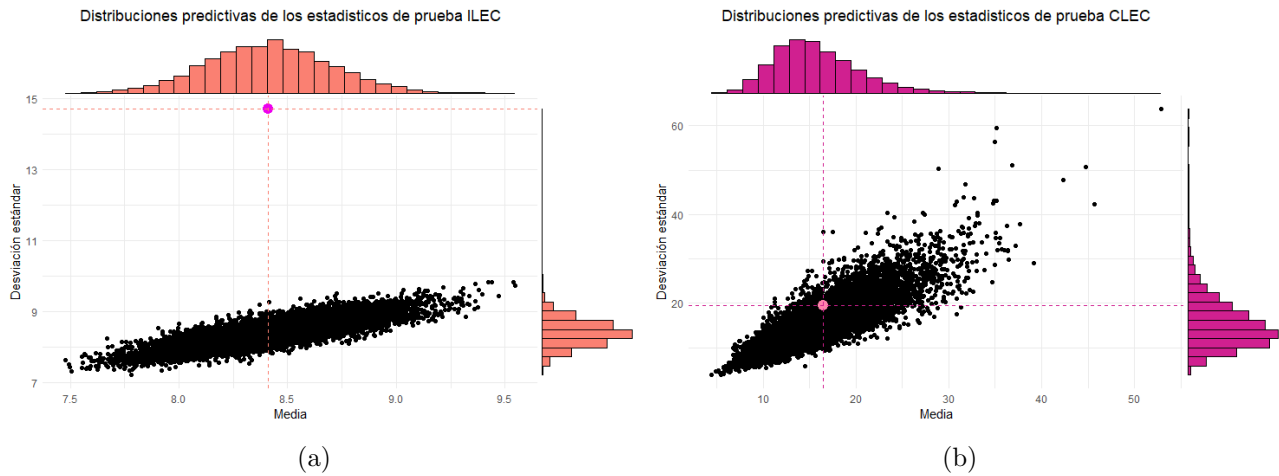 Distribuciones predictivas de los estadisticos de prueba ILEC
15
13
11
9
7
Desviación estándar
7.5 8.0 8.5 9.0 9.5
Media
(a)
Distribuciones predictivas de los estadisticos de prueba CLEC
60
40
20
Desviación estándar
10 20 30 40 50
Media
(b)